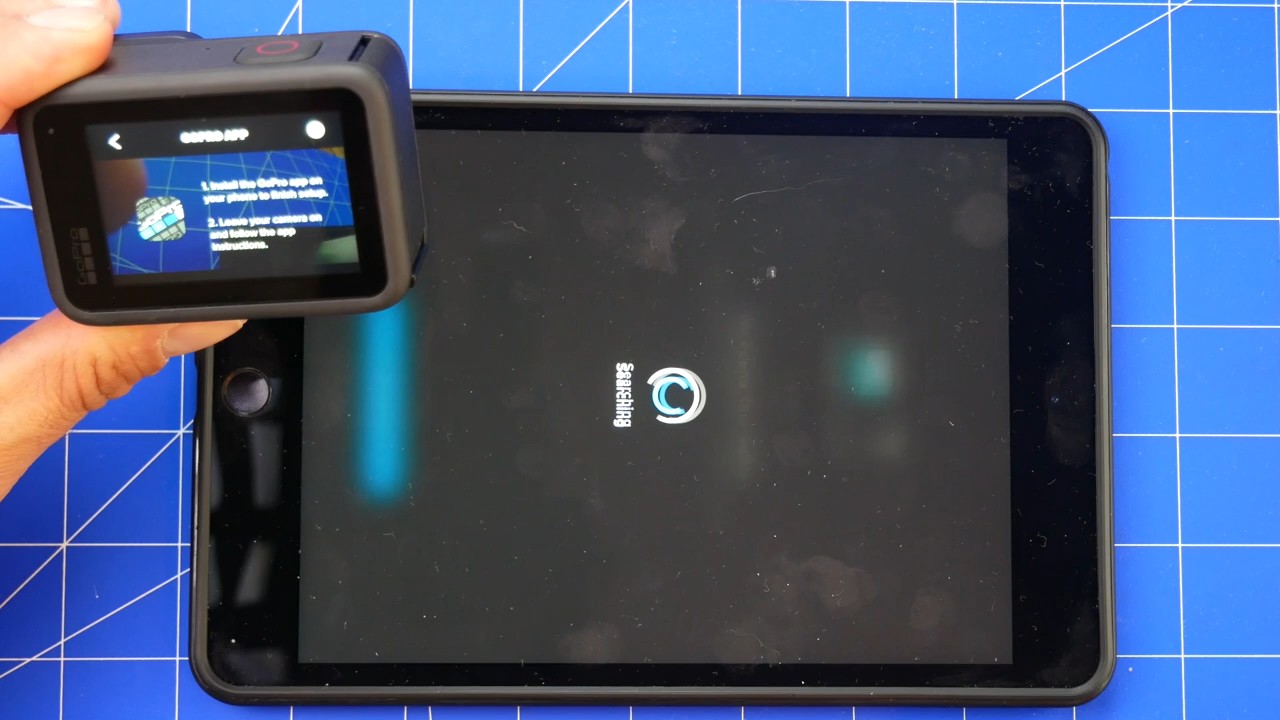 GOPRO APP
1. Install the GoPro app on
your phone to finish setup.
2. Leave your camera on
and follow the app
instructions.
GoPro
Searching